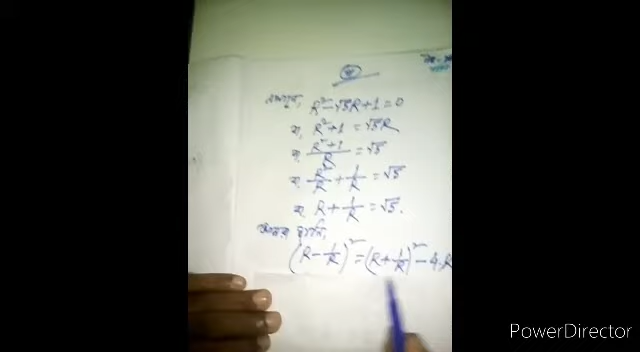 দেওয়া আছে, R² - √5R + 1 = 0
বা, R² + 1 = √5R
বা, (R² + 1)/R = √5
বা, R²/R + 1/R = √5
বা, R + 1/R = √5.
আমরা জানি,
(R - 1/R)² = (R + 1/R)² - 4.R
PowerDirector